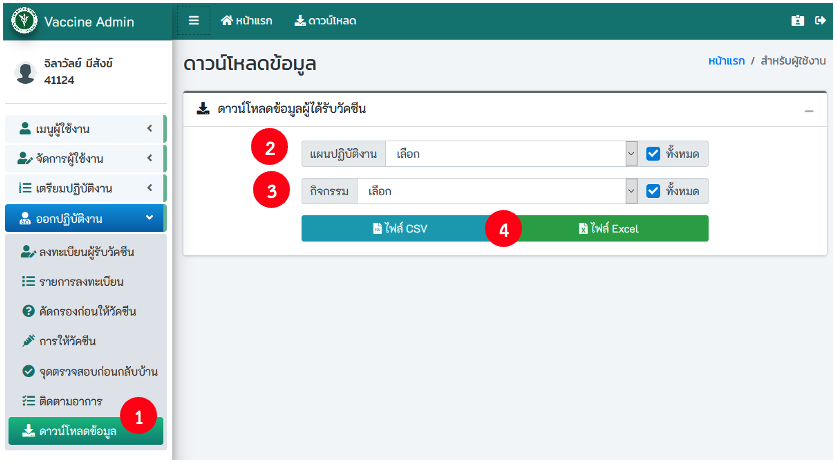 Vaccine Admin
หน้าแรก
ดาวน์โหลด
จิลาวัลย์ มีสังข์
41124
เมนูผู้ใช้งาน
จัดการผู้ใช้งาน
เตรียมปฏิบัติงาน
ออกปฏิบัติงาน
ลงทะเบียนผู้รับวัคซีน
รายการลงทะเบียน
คัดกรองก่อนให้วัคซีน
การให้วัคซีน
จุดตรวจสอบก่อนกลับบ้าน
ติดตามอาการ
1
ดาวน์โหลดข้อมูล
ดาวน์โหลดข้อมูล
หน้าแรก / สำหรับผู้ใช้งาน
ดาวน์โหลดข้อมูลผู้ได้รับวัคซีน
2
แผนปฏิบัติงาน เลือก ทั้งหมด
3
กิจกรรม เลือก ทั้งหมด
ไฟล์ CSV 4 ไฟล์ Excel